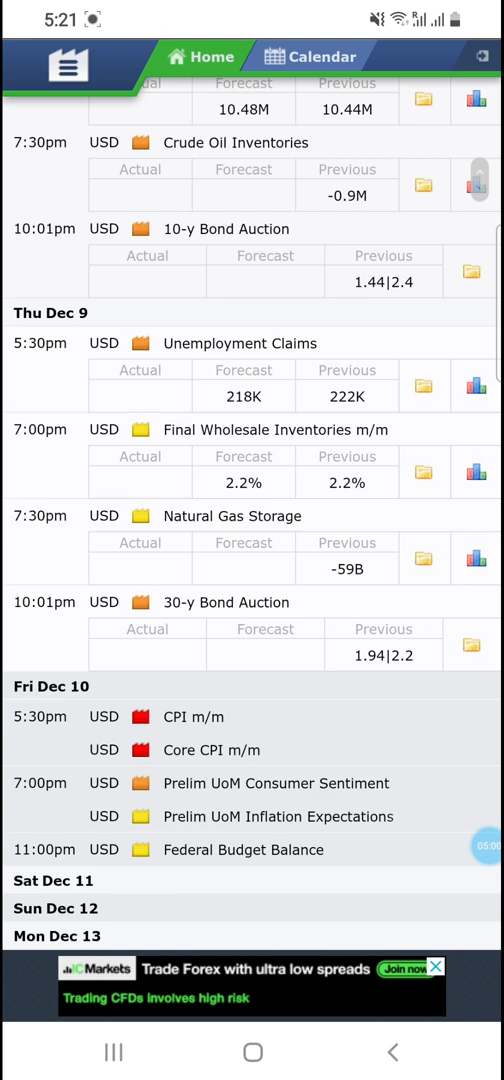 5:21
Home Calendar
Forecast Previous
10.48M 10.44M
7:30pm USD Crude Oil Inventories
Actual Forecast Previous
-0.9M
10:01pm USD 10-y Bond Auction
Actual Forecast Previous
1.44|2.4
Thu Dec 9
5:30pm USD Unemployment Claims
Actual Forecast Previous
218K 222K
7:00pm USD Final Wholesale Inventories m/m
Actual Forecast Previous
2.2% 2.2%
7:30pm USD Natural Gas Storage
Actual Forecast Previous
-59B
10:01pm USD 30-y Bond Auction
Actual Forecast Previous
1.94|2.2
Fri Dec 10
5:30pm USD CPI m/m
USD Core CPI m/m
7:00pm USD Prelim UoM Consumer Sentiment
USD Prelim UoM Inflation Expectations
11:00pm USD Federal Budget Balance
05:00
Sat Dec 11
Sun Dec 12
Mon Dec 13
IC Markets Trade Forex with ultra low spreads Join now
Trading CFDs involves high risk